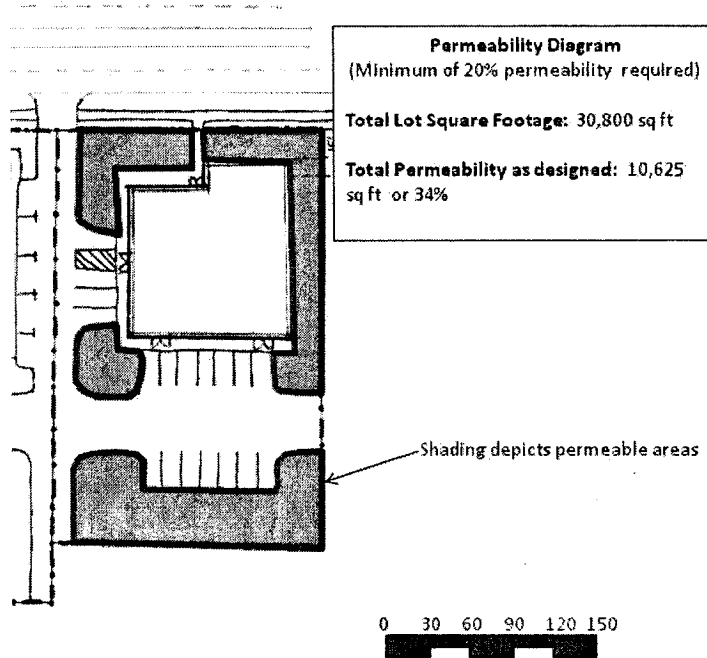 Permeability Diagram
(Minimum of 20% permeability required)
Total Lot Square Footage: 30,800 sq ft
Total Permeability as designed: 10,625
sq ft or 34%
Shading depicts permeable areas
0 30 60 90 120 150